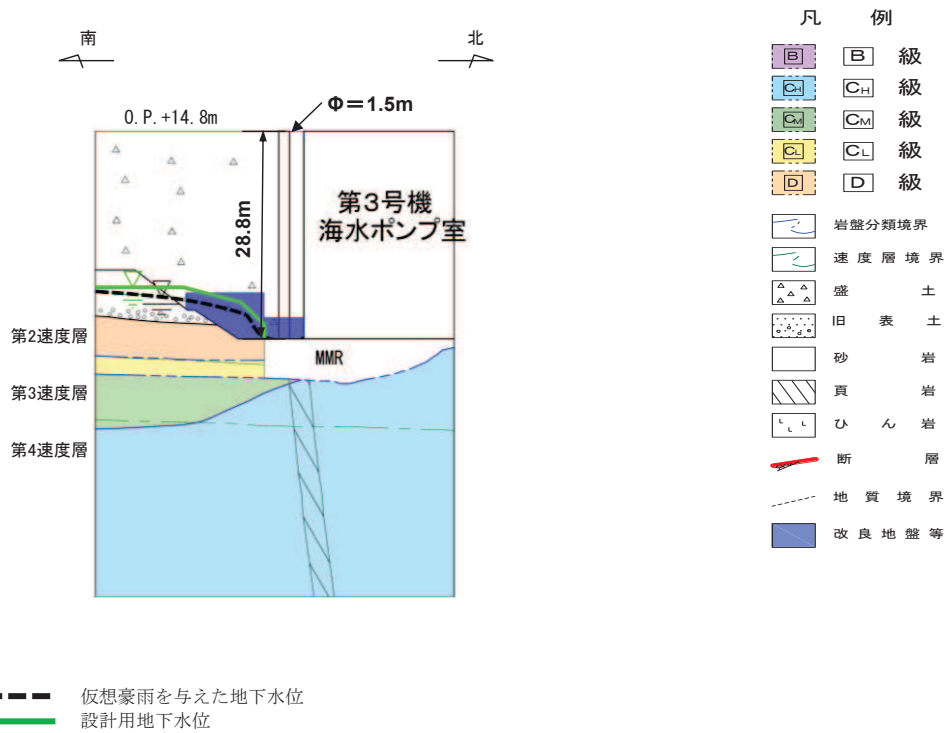 南
北
O.P.+14.8m
Φ=1.5m
28.8m
第3号機
海水ポンプ室
MMR
第2速度層
第3速度層
第4速度層
凡 例
B B 級
CH CH 級
CM CM 級
CL CL 級
D D 級
岩盤分類境界
速度層境界
盛土
旧表土
砂岩
頁岩
ひん岩
断層
地質境界
改良地盤等
仮想豪雨を与えた地下水位
設計用地下水位